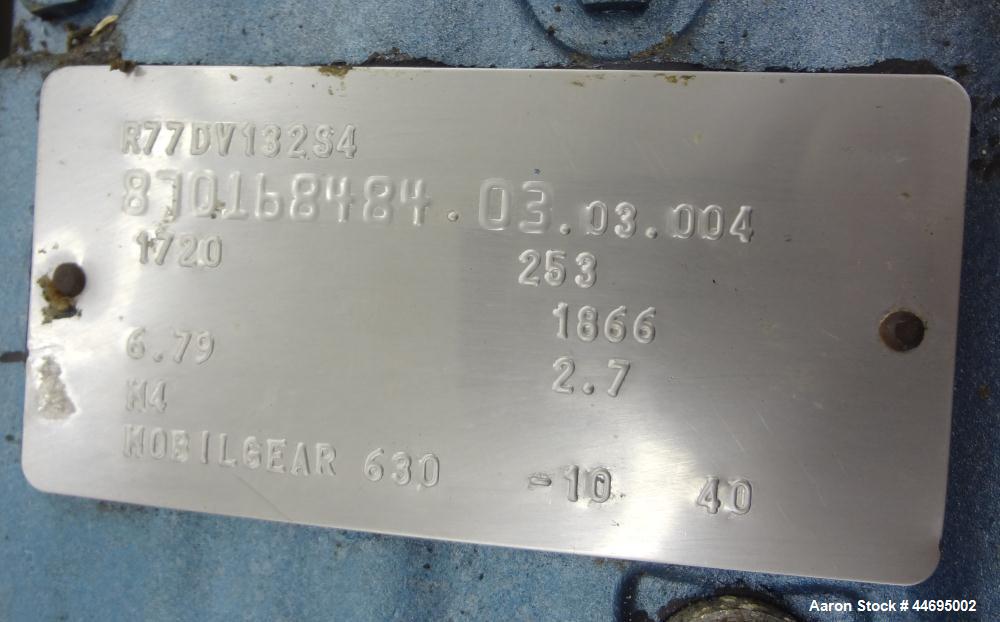 R77DV132S4
870168484.03.03.004
1720 253
1866
6.79 2.7
M4
MOBILGEAR 630 -10 40
Aaron Stock # 44695002